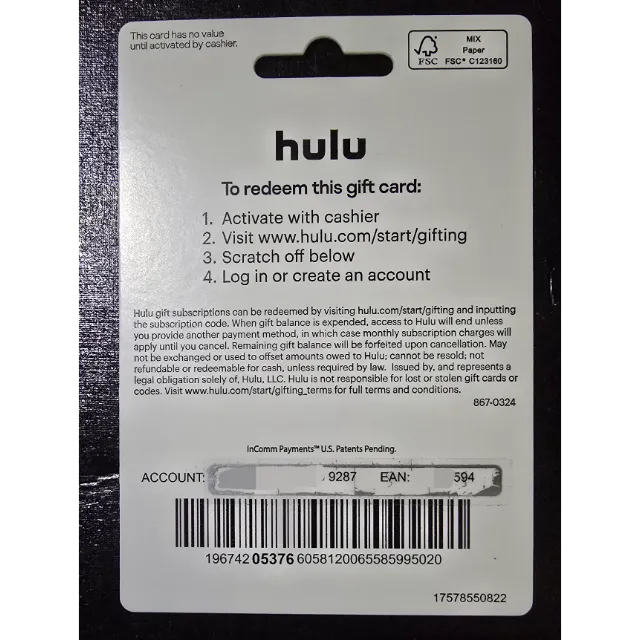 This card has no value
until activated by cashier.
FSC
MIX
Paper
FSC® C123160
hulu
To redeem this gift card:
1. Activate with cashier
2. Visit www.hulu.com/start/gifting
3. Scratch off below
4. Log in or create an account
Hulu gift subscriptions can be redeemed by visiting hulu.com/start/gifting and inputting
the subscription code. When gift balance is expended, access to Hulu will end unless
you provide another payment method, in which case monthly subscription charges will
apply until you cancel. Remaining gift balance will be forfeited upon cancellation. May
not be exchanged or used to offset amounts owed to Hulu; cannot be resold; not
refundable or redeemable for cash, unless required by law. Issued by, and represents a
legal obligation solely of, Hulu, LLC. Hulu is not responsible for lost or stolen gift cards or
codes. Visit www.hulu.com/start/gifting_terms for full terms and conditions.
867-0324
InComm Payments™ U.S. Patents Pending.
ACCOUNT: 9287 EAN: 594
196742 05376 6058120065585995020
17578550822